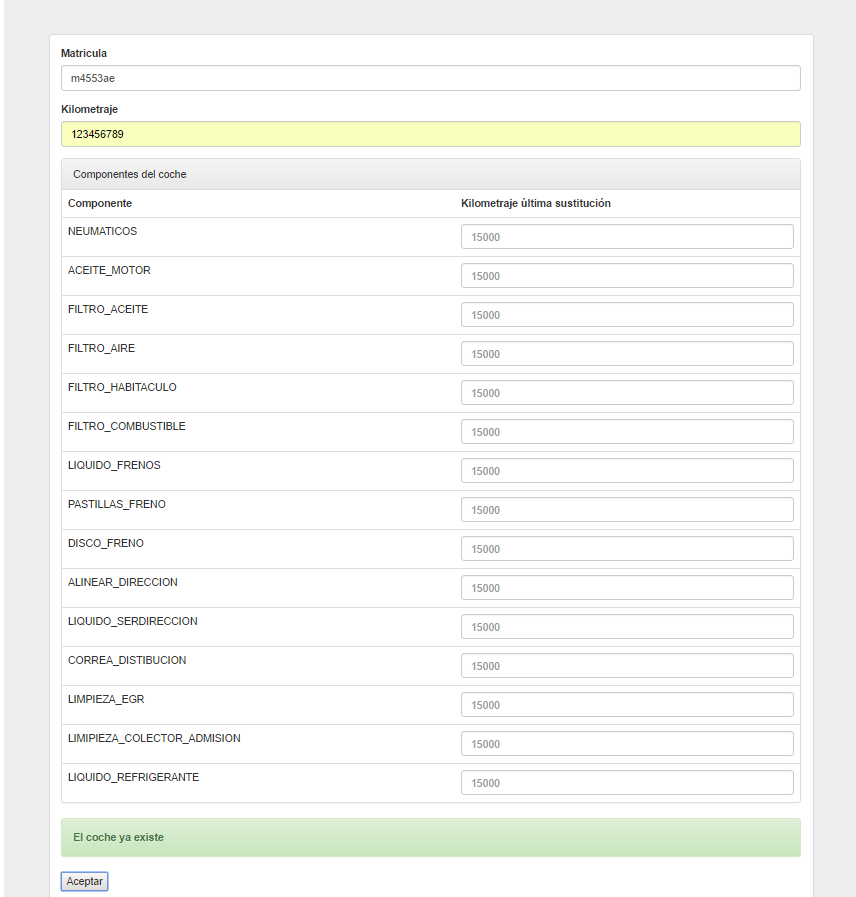 Matricula
m4553ae
Kilometraje
123456789
Componentes del coche
Componente Kilometraje última sustitución
NEUMATICOS 15000
ACEITE_MOTOR 15000
FILTRO_ACEITE 15000
FILTRO_AIRE 15000
FILTRO_HABITACULO 15000
FILTRO_COMBUSTIBLE 15000
LIQUIDO_FRENOS 15000
PASTILLAS_FRENO 15000
DISCO_FRENO 15000
ALINEAR_DIRECCION 15000
LIQUIDO_SERDIRECCION 15000
CORREA_DISTIBUCION 15000
LIMPIEZA_EGR 15000
LIMIPIEZA_COLECTOR_ADMISION 15000
LIQUIDO_REFRIGERANTE 15000
El coche ya existe
Aceptar